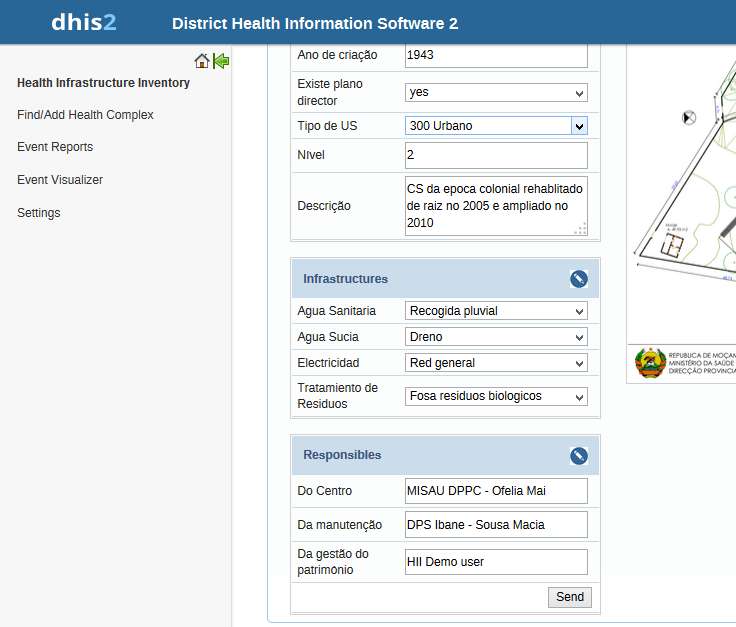 dhis2
District Health Information Software 2
Health Infrastructure Inventory
Find/Add Health Complex
Event Reports
Event Visualizer
Settings
Ano de criação 1943
Existe plano
director
yes
Tipo de US 300 Urbano
Nível 2
Descrição
CS da epoca colonial rehablitado
de raiz no 2005 e ampliado no
2010
Infrastructures
Agua Sanitaria Recogida pluvial
Agua Sucia Dreno
Electricidad Red general
Tratamiento de
Residuos
Fosa residuos biologicos
Responsibles
Do Centro MISAU DPPC - Ofelia Mai
Da manutenção DPS Ibane - Sousa Macia
Da gestão do
património
HII Demo user
Send
REPUBLICA DE MOÇAM
MINISTÉRIO DA SAÚDE
DIRECÇÃO PROVINCIA